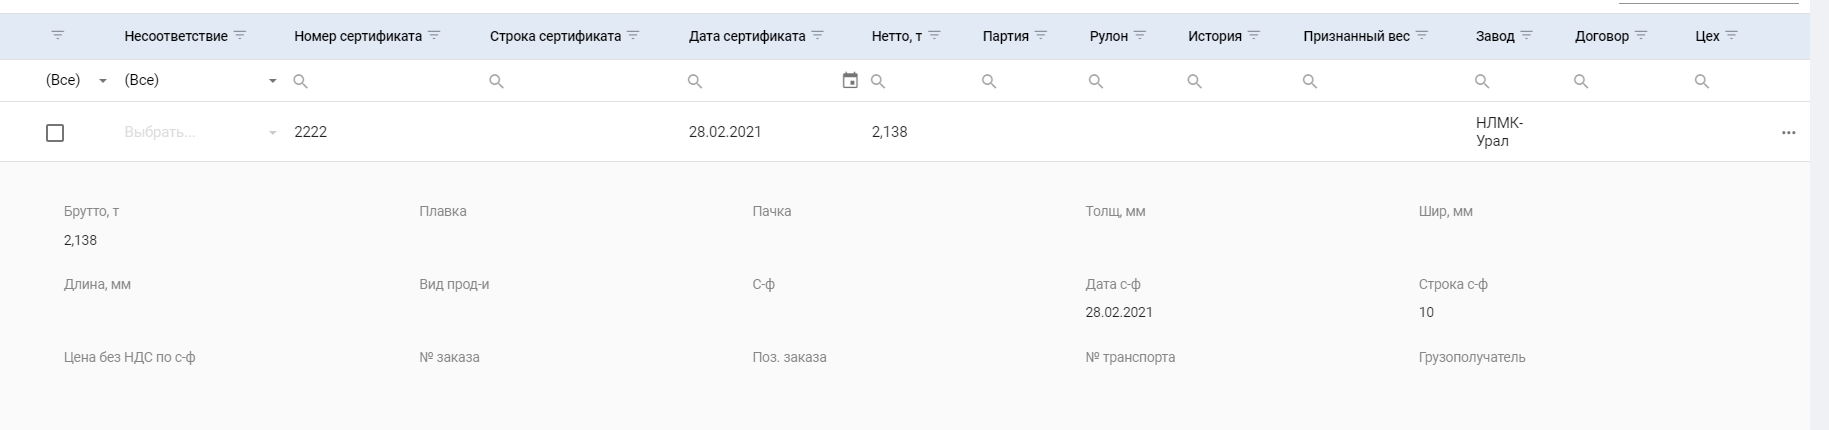 Несоответствие Номер сертификата Строка сертификата Дата сертификата Нетто, т Партия Рулон История Признанный вес Завод Договор Цех
(Все) (Все)
Выбрать... 2222 28.02.2021 2,138 НЛМК-
Урал
Брутто, т Плавка Пачка Толщ, мм Шир, мм
2,138
Длина, мм Вид прод-и С-ф Дата с-ф Строка с-ф
28.02.2021 10
Цена без НДС по с-ф № заказа Поз. заказа № транспорта Грузополучатель